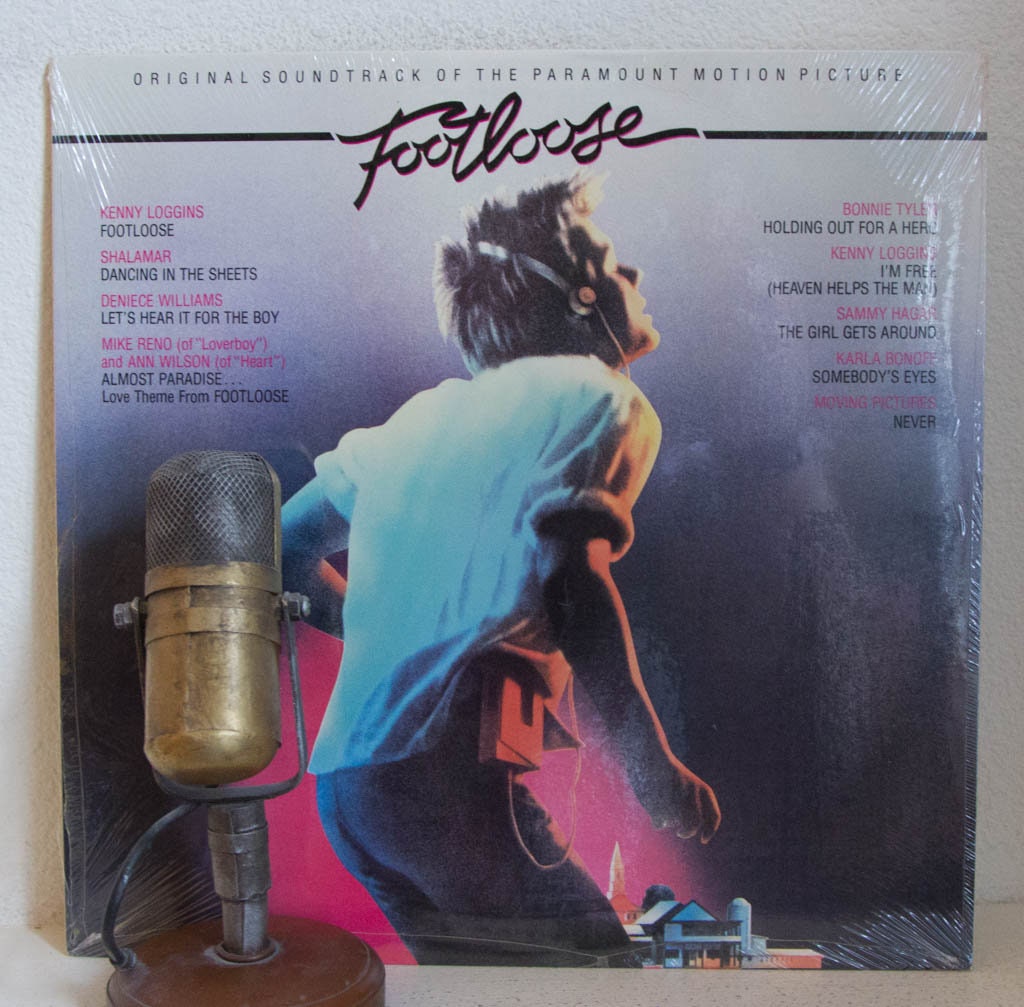 ORIGINAL SOUNDTRACK OF THE PARAMOUNT MOTION PICTURE
Footloose
KENNY LOGGINS
FOOTLOOSE
SHALAMAR
DANCING IN THE SHEETS
DENIECE WILLIAMS
LET'S HEAR IT FOR THE BOY
MIKE RENO (of "Loverboy")
and ANN WILSON (of "Heart")
ALMOST PARADISE...
Love Theme From FOOTLOOSE
BONNIE TYLER
HOLDING OUT FOR A HERO
KENNY LOGGINS
I'M FREE
(HEAVEN HELPS THE MAN)
SAMMY HAGAR
THE GIRL GETS AROUND
KARLA BONOFF
SOMEBODY'S EYES
MOVING PICTURES
NEVER